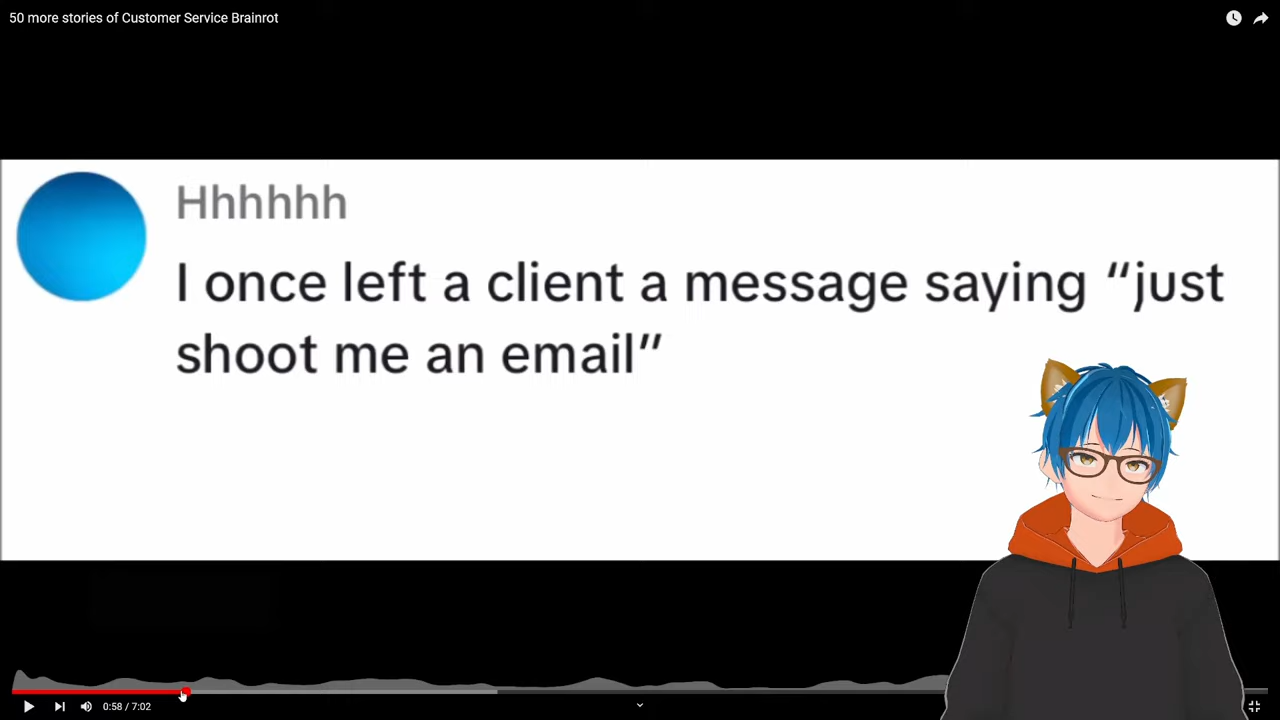 50 more stories of Customer Service Brainrot
Hhhhhh
I once left a client a message saying “just
shoot me an email”
0:58 / 7:02